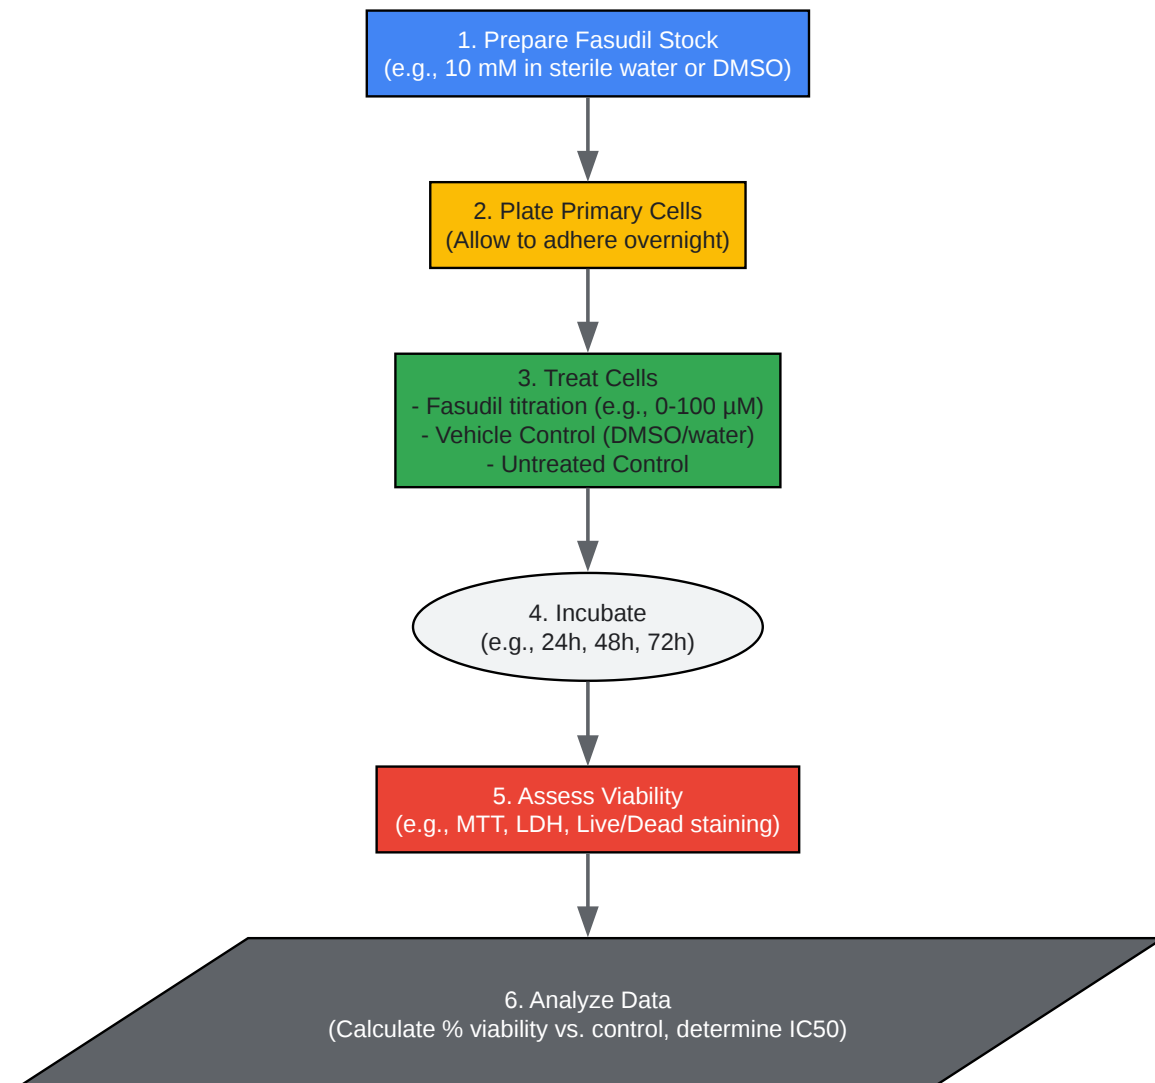 1. Prepare Fasudil Stock
(e.g., 10 mM in sterile water or DMSO)
2. Plate Primary Cells
(Allow to adhere overnight)
3. Treat Cells
- Fasudil titration (e.g., 0-100 µM)
- Vehicle Control (DMSO/water)
- Untreated Control
4. Incubate
(e.g., 24h, 48h, 72h)
5. Assess Viability
(e.g., MTT, LDH, Live/Dead staining)
6. Analyze Data
(Calculate % viability vs. control, determine IC50)